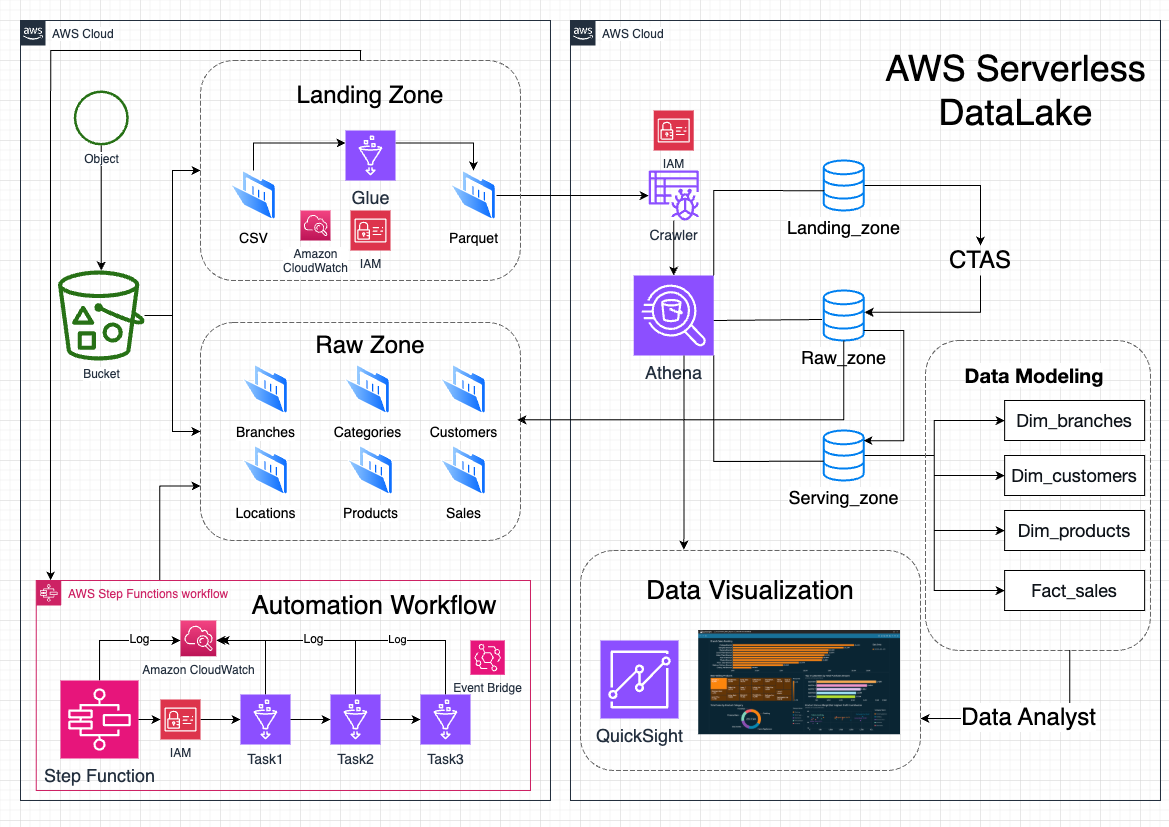 aws
AWS Cloud
aws
AWS Cloud
AWS Serverless
DataLake
Landing Zone
Object
Glue
CSV
Amazon
CloudWatch
IAM
Parquet
IAM
Crawler
Landing_zone
CTAS
Bucket
Raw Zone
Branches
Categories
Customers
Locations
Products
Sales
Athena
Raw_zone
Serving_zone
Data Modeling
Dim_branches
Dim_customers
Dim_products
Fact_sales
AWS Step Functions workflow
Automation Workflow
Log
Log
Log
Amazon CloudWatch
Event Bridge
Step Function
IAM
Task1
Task2
Task3
Data Visualization
QuickSight
Data Analyst